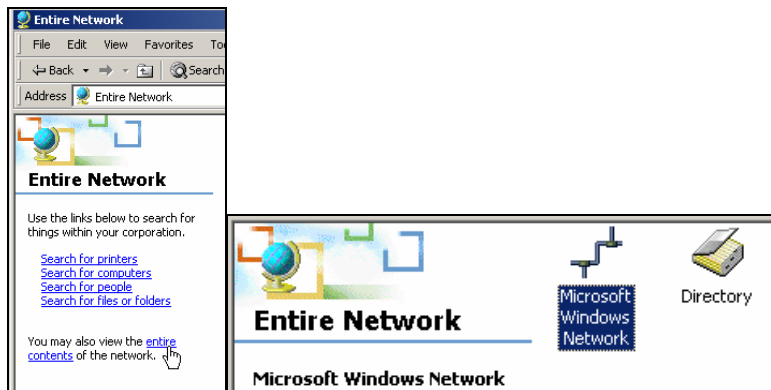 Entire Network
File Edit View Favorites Too
Back Search
Address Entire Network
Entire Network
Use the links below to search for
things within your corporation.
Search for printers
Search for computers
Search for people
Search for files or folders
You may also view the entire
contents of the network.
Entire Network
Microsoft Windows Network
Microsoft
Windows
Network
Directory